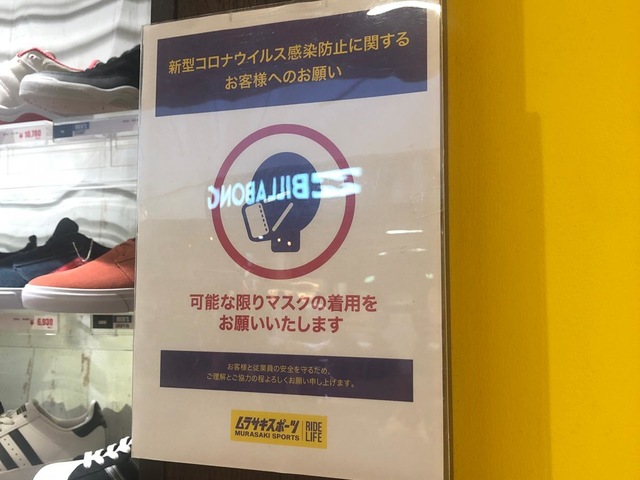 新型コロナウイルス感染防止に関する
お客様へのお願い
BILLABONG
可能な限りマスクの着用を
お願いいたします
お客様と従業員の安全を守るため、
ご理解とご協力の程よろしくお願い申し上げます。
ムラサキスポーツ
MURASAKI SPORTS
RIDE
LIFE